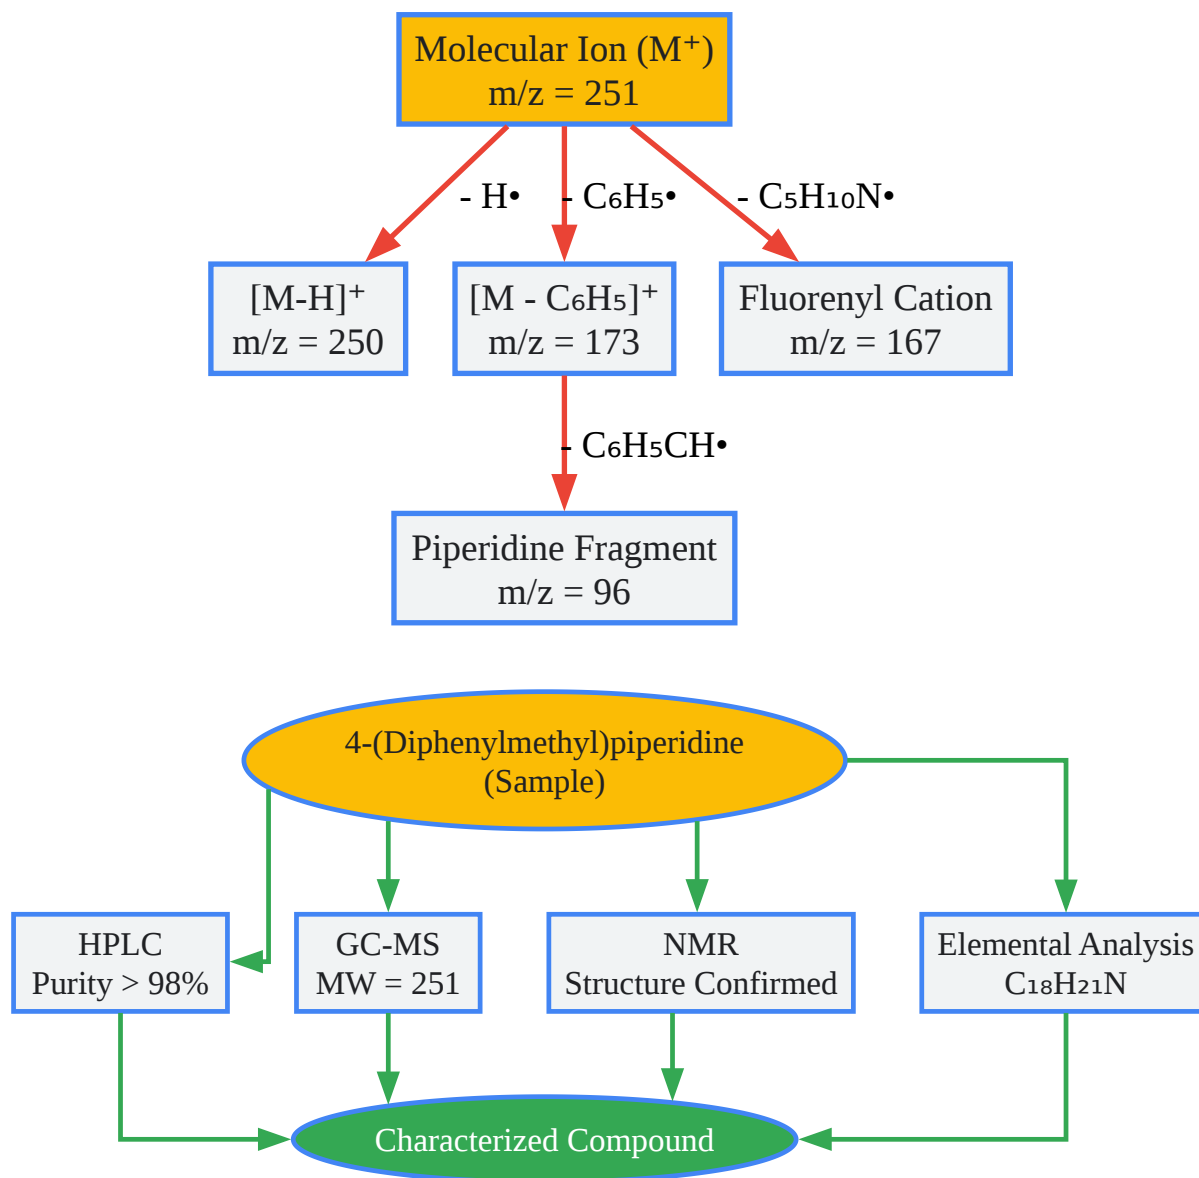 Molecular Ion (M⁺)
m/z = 251
- H•
- C₆H₅•
- C₅H₁₀N•
[M-H]⁺
m/z = 250
[M - C₆H₅]⁺
m/z = 173
Fluorenyl Cation
m/z = 167
- C₆H₅CH•
Piperidine Fragment
m/z = 96
4-(Diphenylmethyl)piperidine
(Sample)
HPLC
Purity > 98%
GC-MS
MW = 251
NMR
Structure Confirmed
Elemental Analysis
C₁₈H₂₁N
Characterized Compound